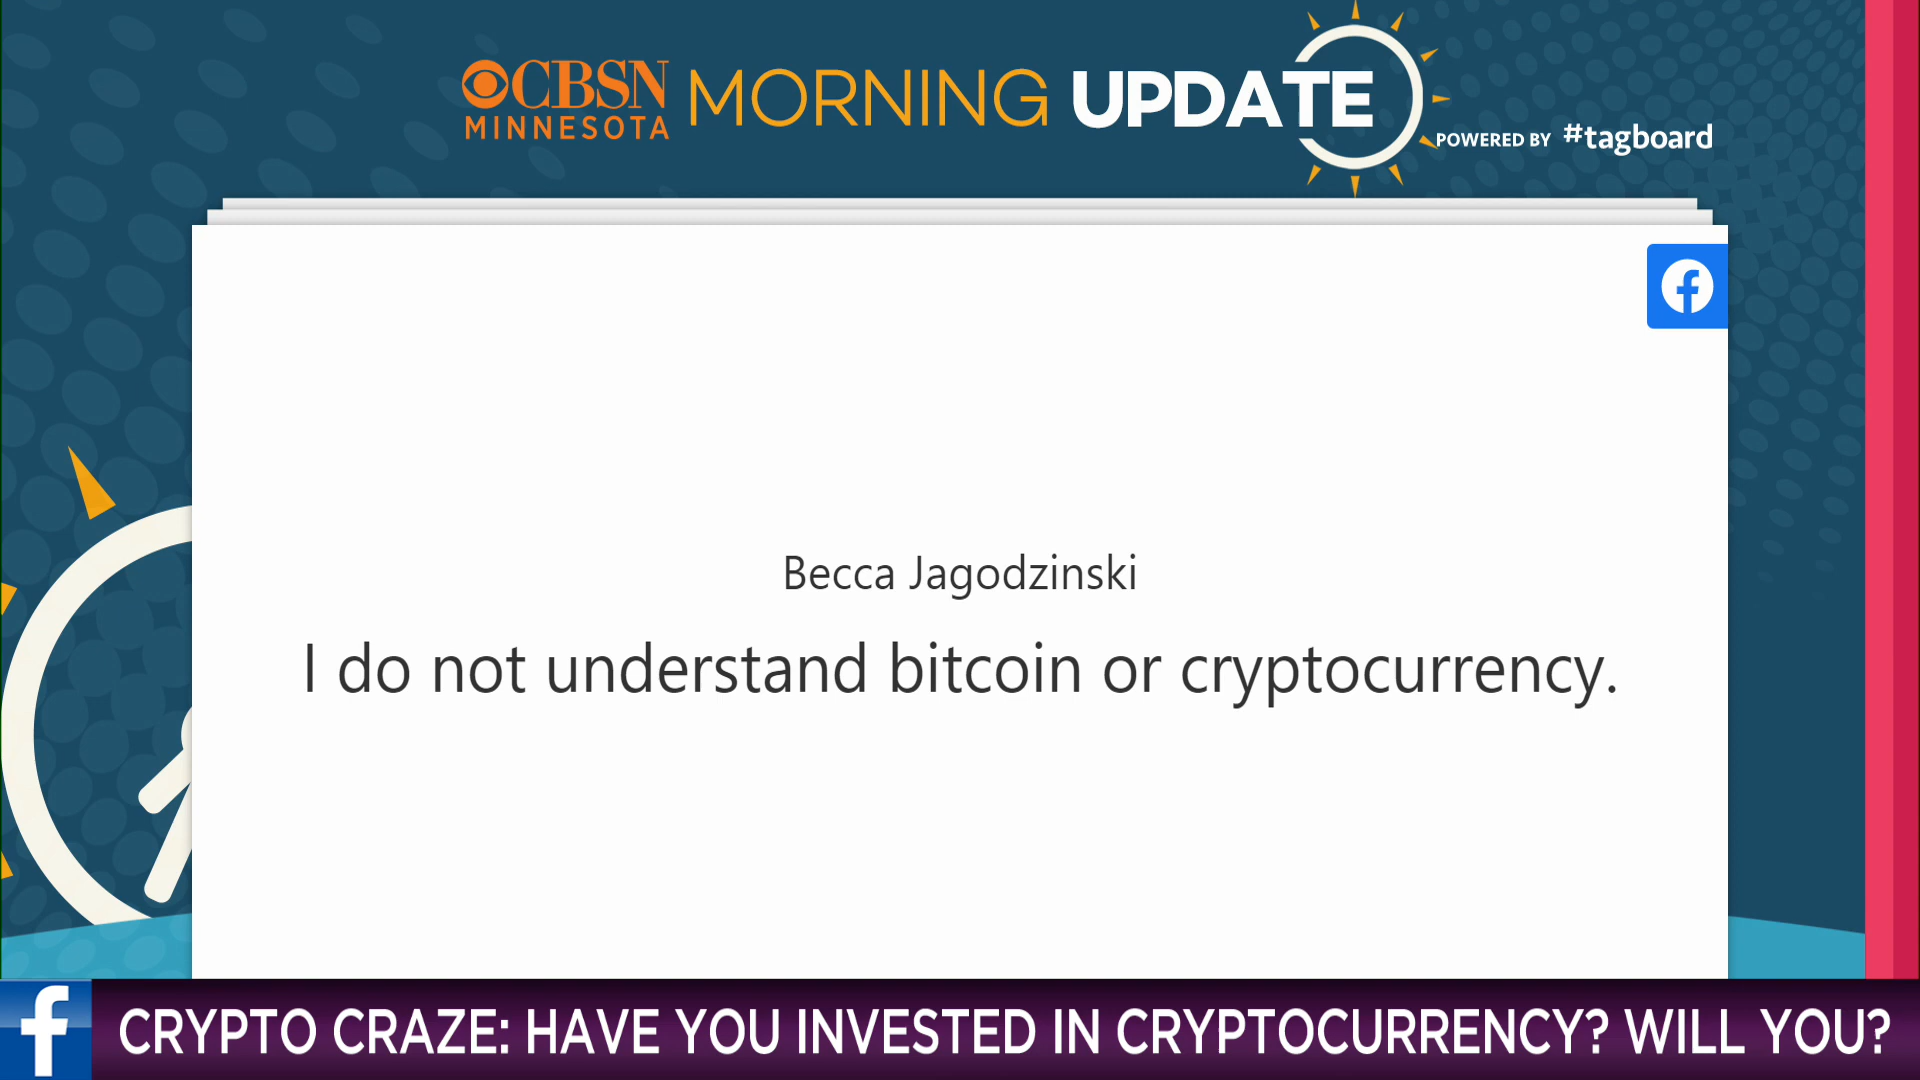 CBSN
MINNESOTA
MORNING UPDATE
POWERED BY #tagboard
Becca Jagodzinski
I do not understand bitcoin or cryptocurrency.
CRYPTO CRAZE: HAVE YOU INVESTED IN CRYPTOCURRENCY? WILL YOU?